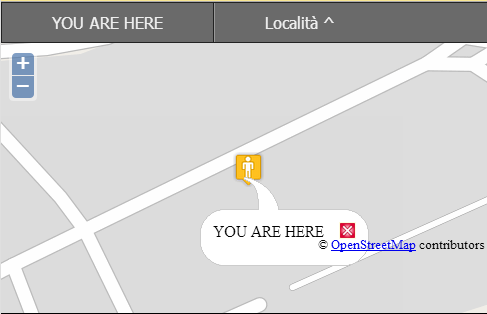 YOU ARE HERE
Località ^
+
−
YOU ARE HERE
© OpenStreetMap contributors